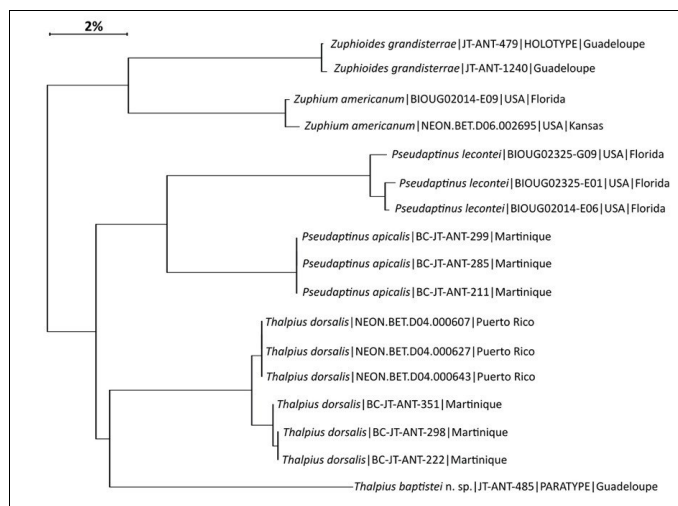 2%
Zuphioides grandisterrae|JT-ANT-479|HOLOTYPE|Guadeloupe
Zuphioides grandisterrae|JT-ANT-1240|Guadeloupe
Zuphium americanum|BIOUG02014-E09|USA|Florida
Zuphium americanum|NEON.BET.D06.002695|USA|Kansas
Pseudaptinus lecontei|BIOUG02325-G09|USA|Florida
Pseudaptinus lecontei|BIOUG02325-E01|USA|Florida
Pseudaptinus lecontei|BIOUG02014-E06|USA|Florida
Pseudaptinus apicalis|BC-JT-ANT-299|Martinique
Pseudaptinus apicalis|BC-JT-ANT-285|Martinique
Pseudaptinus apicalis|BC-JT-ANT-211|Martinique
Thalpius dorsalis|NEON.BET.D04.000607|Puerto Rico
Thalpius dorsalis|NEON.BET.D04.000627|Puerto Rico
Thalpius dorsalis|NEON.BET.D04.000643|Puerto Rico
Thalpius dorsalis|BC-JT-ANT-351|Martinique
Thalpius dorsalis|BC-JT-ANT-298|Martinique
Thalpius dorsalis|BC-JT-ANT-222|Martinique
Thalpius baptistei n. sp.|JT-ANT-485|PARATYPE|Guadeloupe